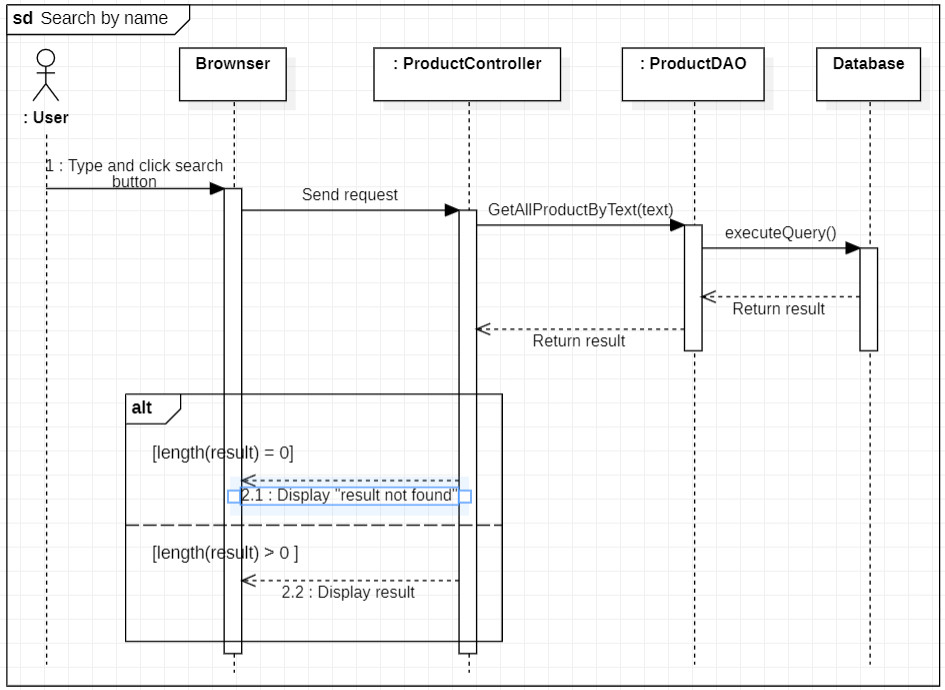 sd Search by name
Brownser
: ProductController
: ProductDAO
Database
: User
1 : Type and click search
button
Send request
GetAllProductByText(text)
executeQuery()
Return result
Return result
alt
[length(result) = 0]
2.1 : Display "result not found"
[length(result) > 0 ]
2.2 : Display result